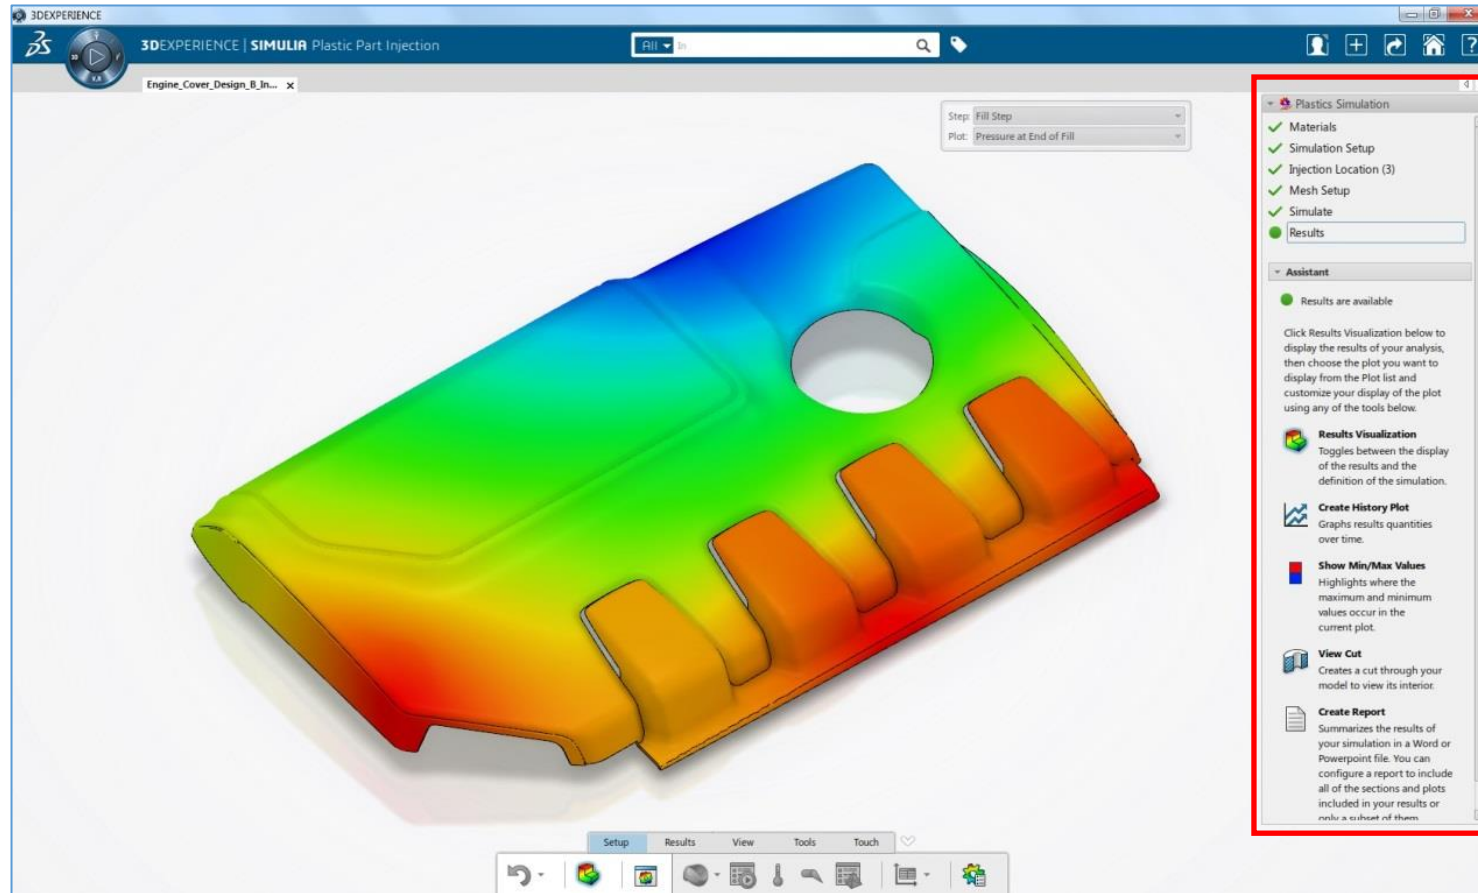 3DEXPERIENCE
3DEXPERIENCE | SIMULIA Plastic Part Injection
All
In
?
3D
V.R
Engine_Cover_Design_B_In... x
Step: Fill Step
Plot: Pressure at End of Fill
Plastics Simulation
Materials
Simulation Setup
Injection Location (3)
Mesh Setup
Simulate
Results
Assistant
Results are available
Click Results Visualization below to
display the results of your analysis,
then choose the plot you want to
display from the Plot list and
customize your display of the plot
using any of the tools below.
Results Visualization
Toggles between the display
of the results and the
definition of the simulation.
Create History Plot
Graphs results quantities
over time.
Show Min/Max Values
Highlights where the
maximum and minimum
values occur in the
current plot.
View Cut
Creates a cut through your
model to view its interior.
Create Report
Summarizes the results of
your simulation in a Word or
Powerpoint file. You can
configure a report to include
all of the sections and plots
included in your results or
only a subset of them.
Setup Results View Tools Touch